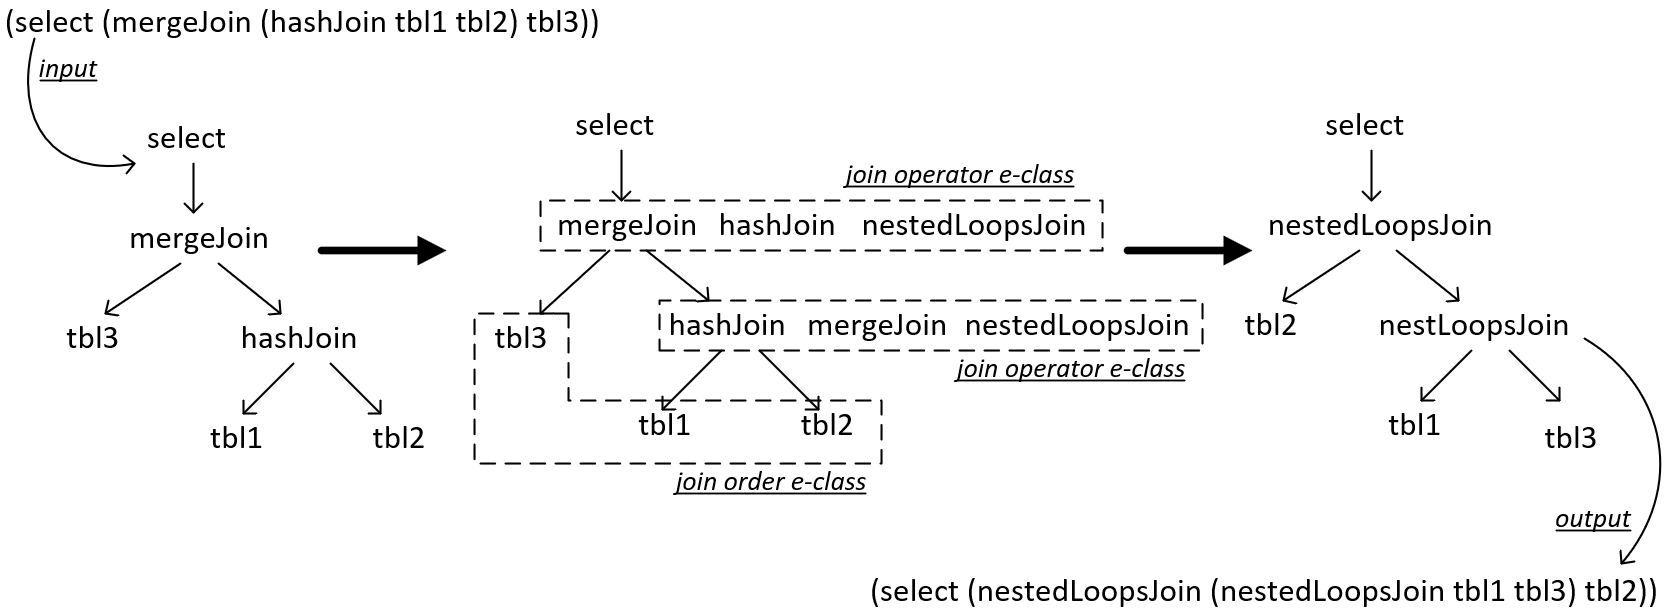 (select (mergeJoin (hashJoin tbl1 tbl2) tbl3))
input
select
mergeJoin
tbl3
hashJoin
tbl1
tbl2
select
join operator e-class
mergeJoin hashJoin nestedLoopsJoin
tbl3
hashJoin mergeJoin nestedLoopsJoin
join operator e-class
tbl1
tbl2
join order e-class
select
nestedLoopsJoin
tbl2
nestLoopsJoin
tbl1
tbl3
output
(select (nestedLoopsJoin (nestedLoopsJoin tbl1 tbl3) tbl2))